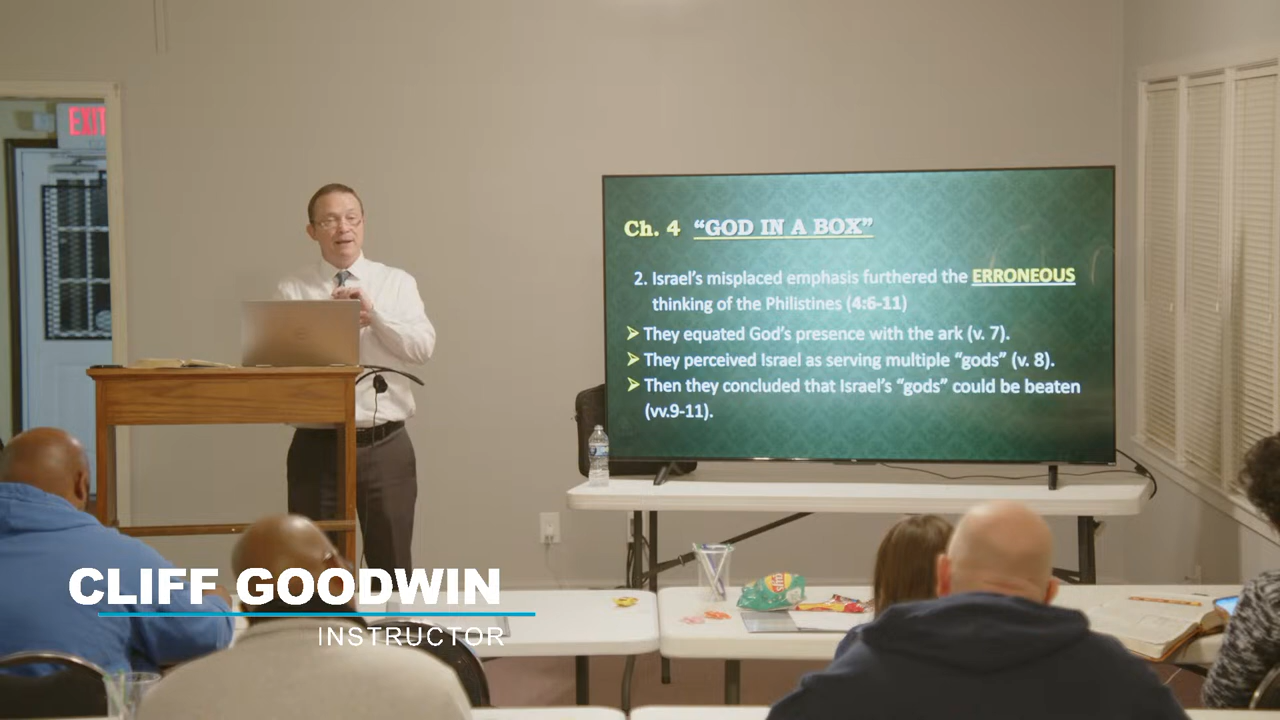 EXIT
Ch. 4 “GOD IN A BOX”
2. Israel’s misplaced emphasis furthered the ERRONEOUS
thinking of the Philistines (4:6-11)
➢ They equated God’s presence with the ark (v. 7).
➢ They perceived Israel as serving multiple “gods” (v. 8).
➢ Then they concluded that Israel’s “gods” could be beaten
(vv.9-11).
CLIFF GOODWIN
INSTRUCTOR